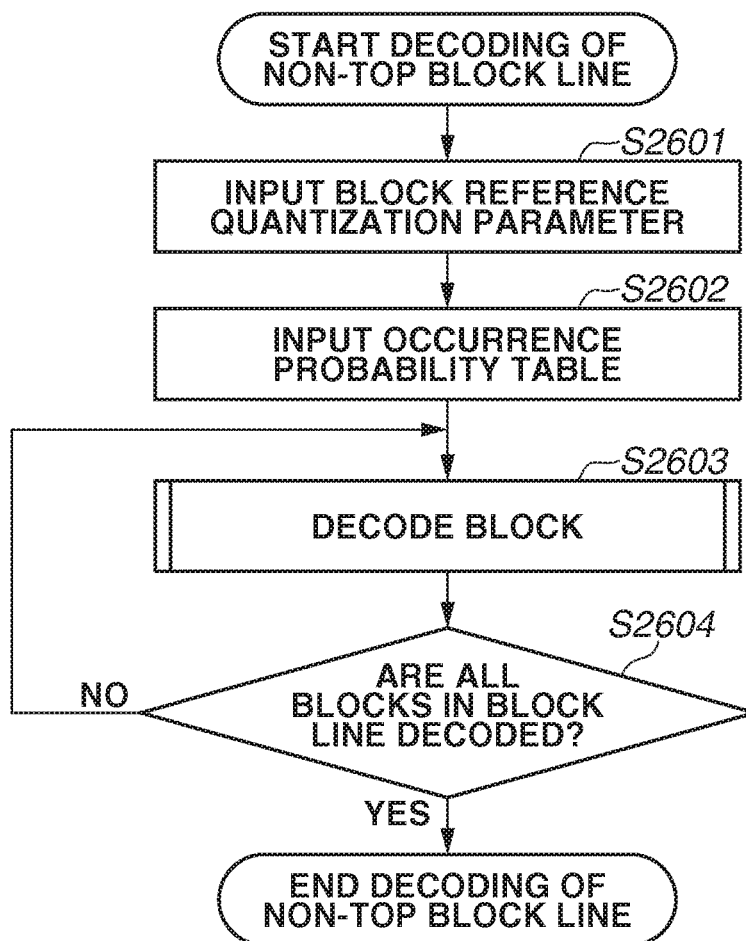 START DECODING OF
NON-TOP BLOCK LINE
S2601
INPUT BLOCK REFERENCE
QUANTIZATION PARAMETER
S2602
INPUT OCCURRENCE
PROBABILITY TABLE
S2603
DECODE BLOCK
S2604
ARE ALL
BLOCKS IN BLOCK
LINE DECODED?
NO
YES
END DECODING OF
NON-TOP BLOCK LINE